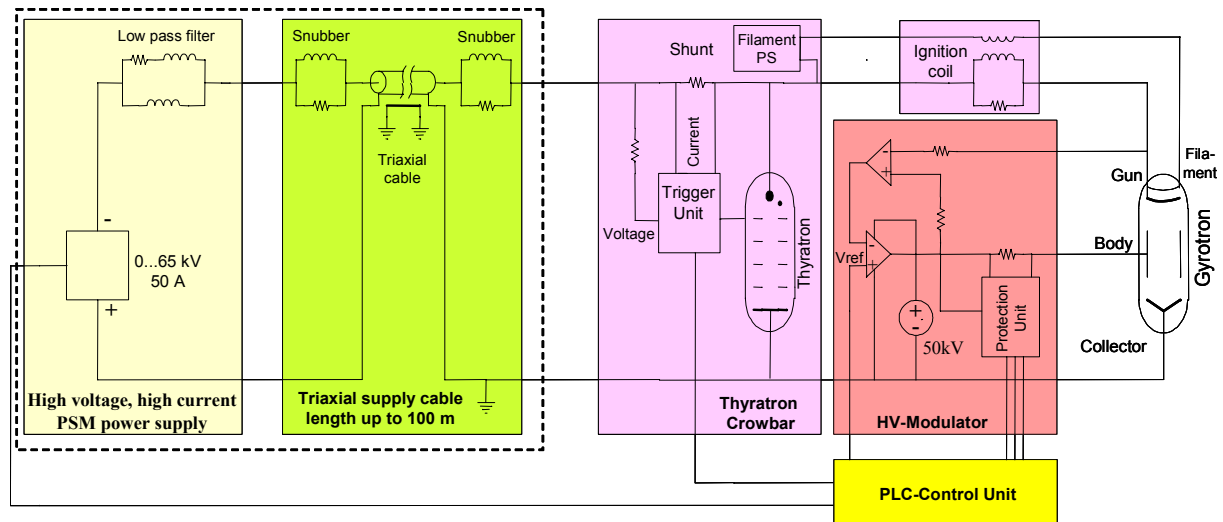 Low pass filter
-
0...65 kV
50 A
+
High voltage, high current
PSM power supply
Snubber
Snubber
Triaxial
cable
Triaxial supply cable
length up to 100 m
Shunt
Filament
PS
Current
Trigger
Unit
Voltage
Thyratron
Thyratron
Crowbar
Ignition
coil
-
+
Vref
-
+
+
-
50kV
Protection
Unit
HV-Modulator
PLC-Control Unit
Gun
Fila-
ment
Body
Gyrotron
Collector